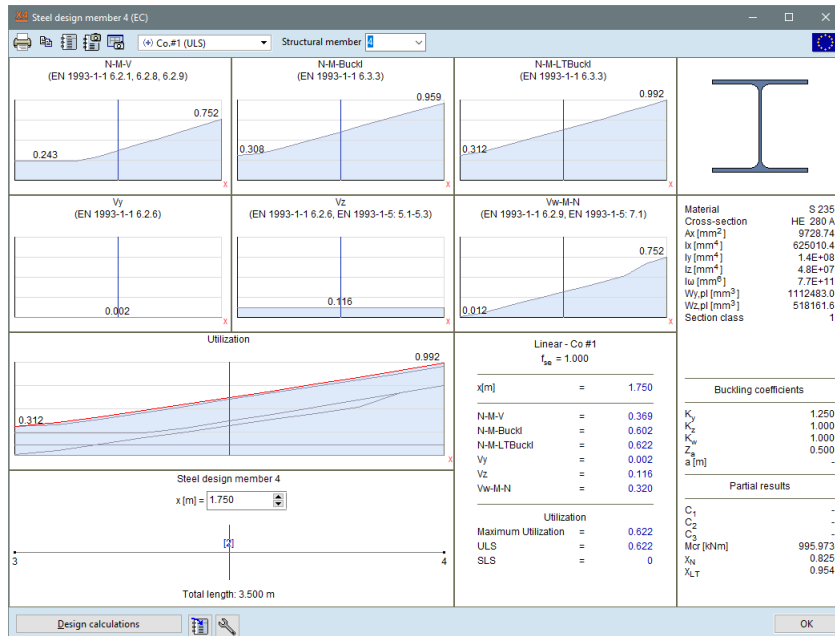 Steel design member 4 (EC)
(+) Co.#1 (ULS) Structural member 4
N-M-V
(EN 1993-1-1 6.2.1, 6.2.8, 6.2.9)
0.752
0.243
x
N-M-Buckl
(EN 1993-1-1 6.3.3)
0.959
0.308
x
N-M-LTBuckl
(EN 1993-1-1 6.3.3)
0.992
0.312
x
Vy
(EN 1993-1-1 6.2.6)
0.002
x
Vz
(EN 1993-1-1 6.2.6, EN 1993-1-5: 5.1-5.3)
0.116
x
Vw-M-N
(EN 1993-1-1 6.2.9, EN 1993-1-5: 7.1)
0.752
0.012
x
Material S 235
Cross-section HE 280 A
Ax [mm²] 9728.74
Ix [mm⁴] 625010.4
Iy [mm⁴] 1.4E+08
Iz [mm⁴] 4.8E+07
Iω [mm⁶] 7.7E+11
Wy,pl [mm³] 1112483.0
Wz,pl [mm³] 518161.6
Section class 1
Utilization
0.992
0.312
x
Linear - Co #1
fse = 1.000
x[m] = 1.750
N-M-V = 0.369
N-M-Buckl = 0.602
N-M-LTBuckl = 0.622
Vy = 0.002
Vz = 0.116
Vw-M-N = 0.320
Utilization
Maximum Utilization = 0.622
ULS = 0.622
SLS = 0
Buckling coefficients
Ky 1.250
Kz 1.000
Kw 1.000
Za 0.500
a [m] -
Partial results
C1 -
C2 -
C3 -
Mcr [kNm] 995.973
χN 0.825
χLT 0.954
Steel design member 4
x [m] = 1.750
[2]
3 4
Total length: 3.500 m
Design calculations OK